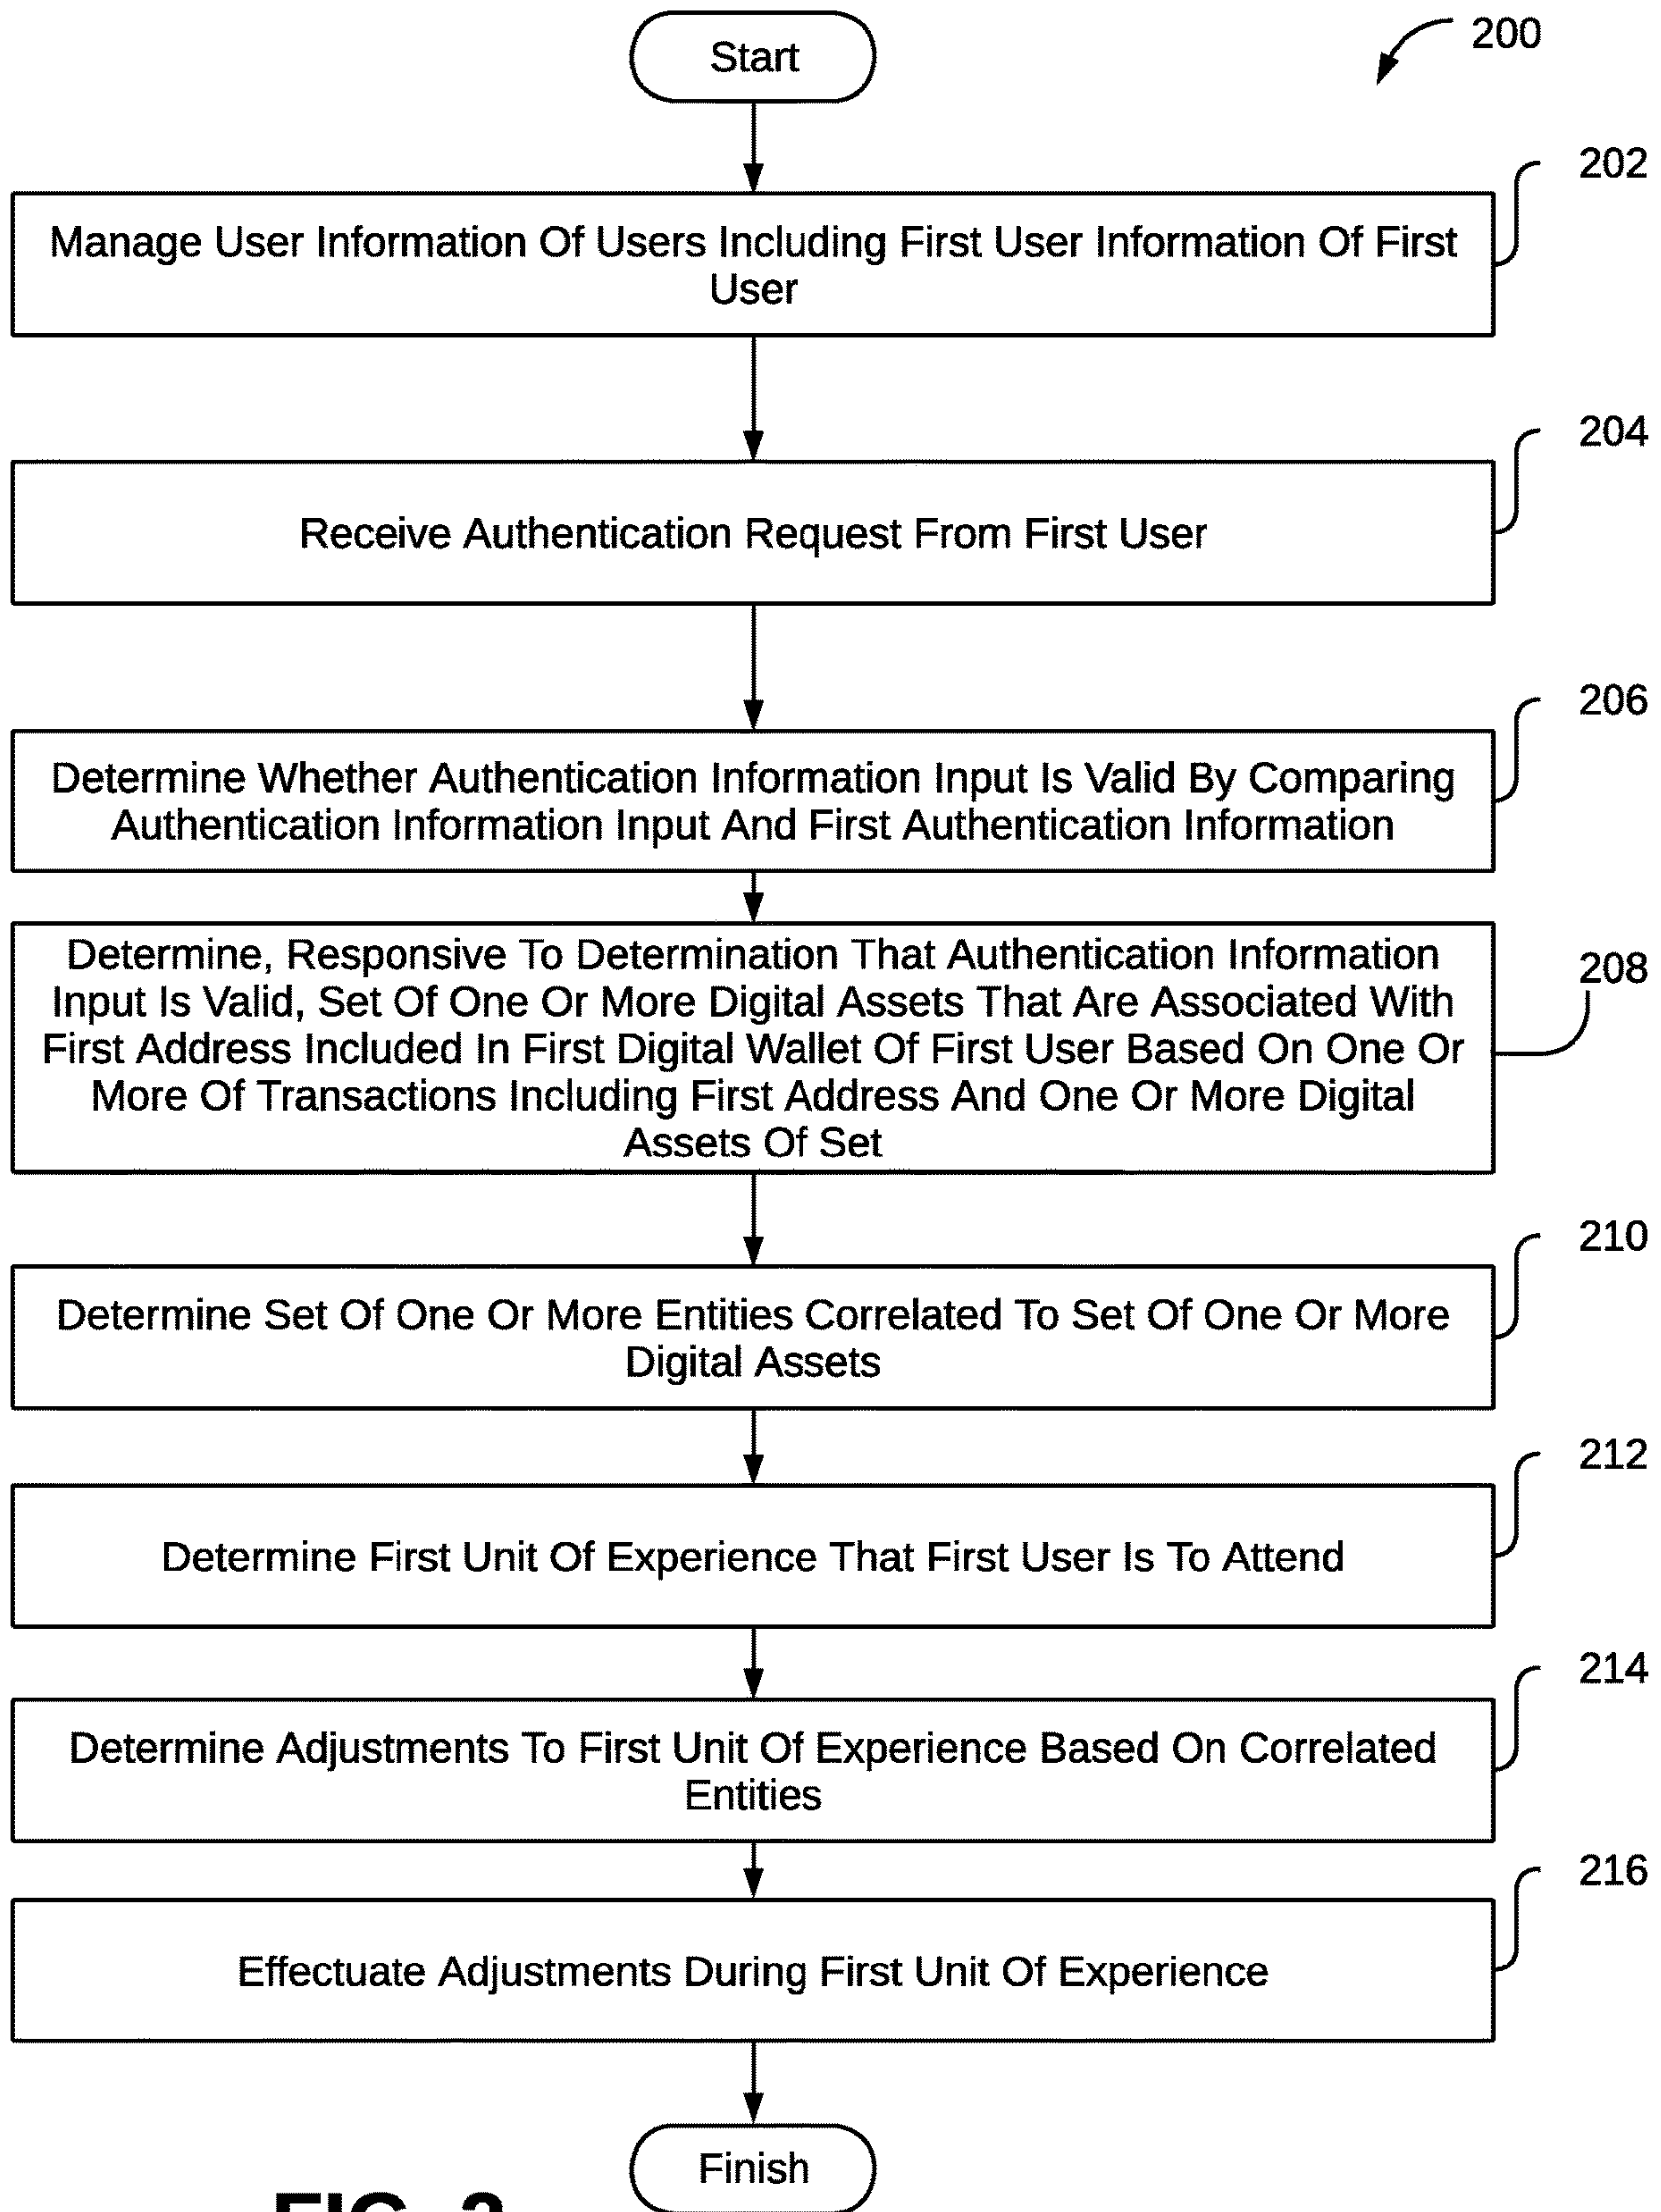 Start
200
202
Manage User Information Of Users Including First User Information Of First
User
204
Receive Authentication Request From First User
206
Determine Whether Authentication Information Input Is Valid By Comparing
Authentication Information Input And First Authentication Information
208
Determine, Responsive To Determination That Authentication Information
Input Is Valid, Set Of One Or More Digital Assets That Are Associated With
First Address Included In First Digital Wallet Of First User Based On One Or
More Of Transactions Including First Address And One Or More Digital
Assets Of Set
210
Determine Set Of One Or More Entities Correlated To Set Of One Or More
Digital Assets
212
Determine First Unit Of Experience That First User Is To Attend
214
Determine Adjustments To First Unit Of Experience Based On Correlated
Entities
216
Effectuate Adjustments During First Unit Of Experience
Finish
FIG.